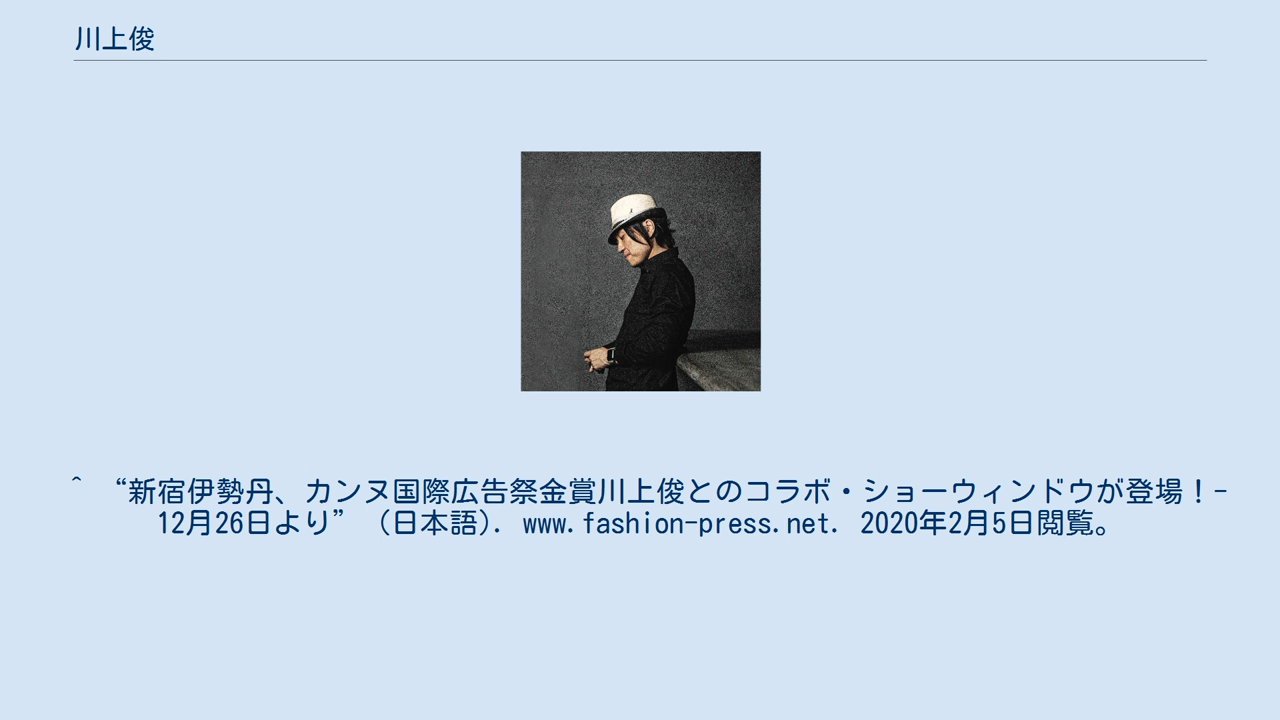 川上俊
^ “新宿伊勢丹、カンヌ国際広告祭金賞川上俊とのコラボ・ショーウィンドウが登場！-
12月26日より” (日本語). www.fashion-press.net. 2020年2月5日閲覧。